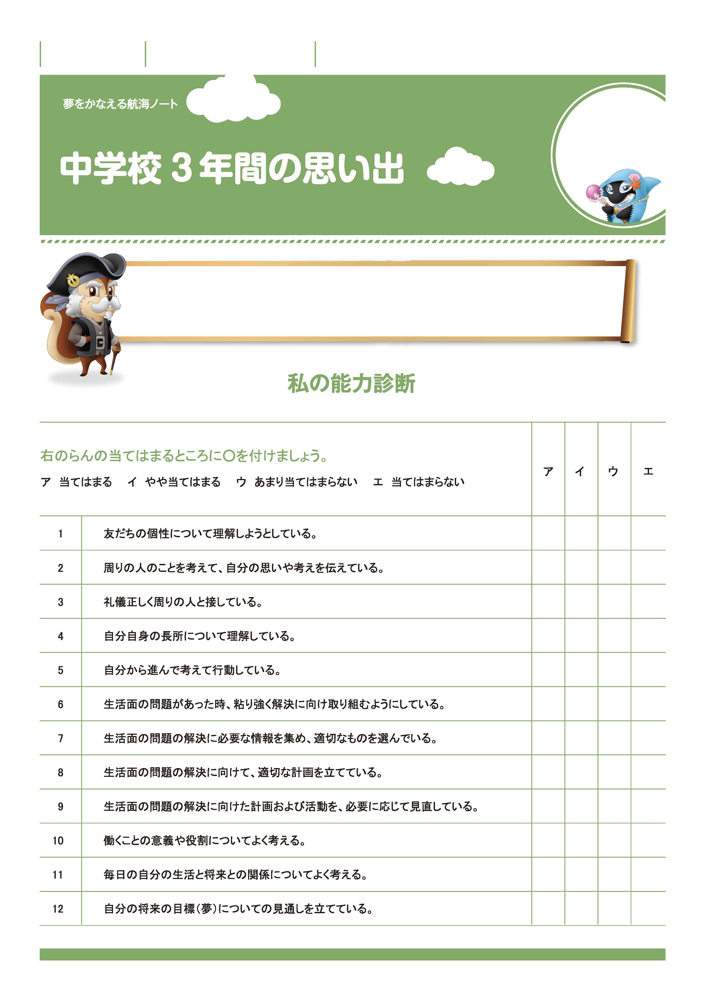 夢をかなえる航海ノート
中学校3年間の思い出
私の能力診断
右のらんの当てはまるところに〇を付けましょう。
ア 当てはまる イ やや当てはまる ウ あまり当てはまらない エ 当てはまらない
ア イ ウ エ
1 友だちの個性について理解しようとしている。
2 周りの人のことを考えて、自分の思いや考えを伝えている。
3 礼儀正しく周りの人と接している。
4 自分自身の長所について理解している。
5 自分から進んで考えて行動している。
6 生活面の問題があった時、粘り強く解決に向け取り組むようにしている。
7 生活面の問題の解決に必要な情報を集め、適切なものを選んでいる。
8 生活面の問題の解決に向けて、適切な計画を立てている。
9 生活面の問題の解決に向けた計画および活動を、必要に応じて見直している。
10 働くことの意義や役割についてよく考える。
11 毎日の自分の生活と将来との関係についてよく考える。
12 自分の将来の目標（夢）についての見通しを立てている。